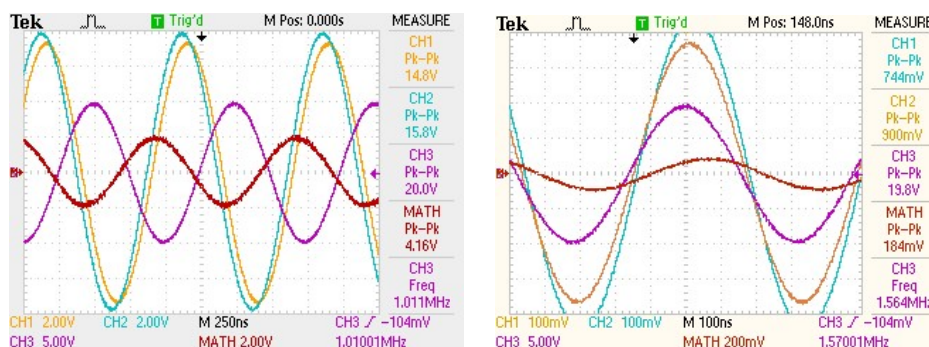 Tek Trig'd M Pos: 0.000s MEASURE
CH1
Pk-Pk
14.8V
CH2
Pk-Pk
15.8V
CH3
Pk-Pk
20.0V
MATH
Pk-Pk
4.16V
CH3
Freq
1.011MHz
CH1 2.00V CH2 2.00V M 250ns CH3 -104mV
CH3 5.00V MATH 2.00V 1.01001MHz
Tek Trig'd M Pos: 148.0ns MEASURE
CH1
Pk-Pk
744mV
CH2
Pk-Pk
900mV
CH3
Pk-Pk
19.8V
MATH
Pk-Pk
184mV
CH3
Freq
1.564MHz
CH1 100mV CH2 100mV M 100ns CH3 -104mV
CH3 5.00V MATH 200mV 1.57001MHz